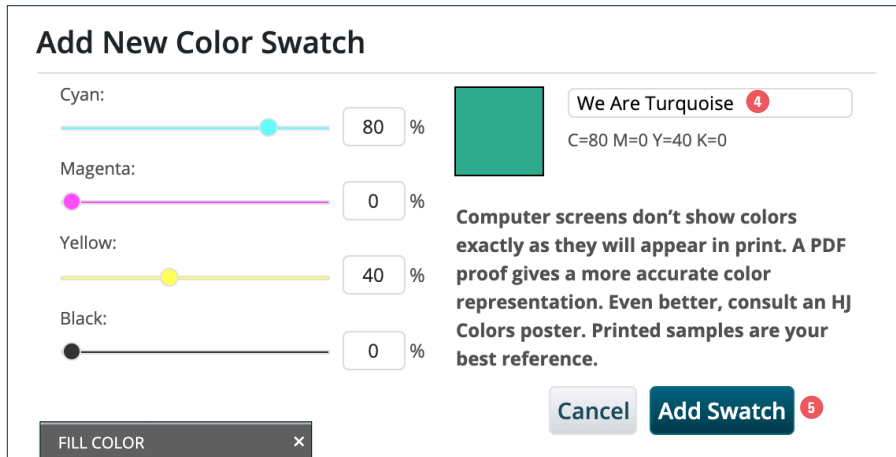 Add New Color Swatch
Cyan:
80 %
Magenta:
0 %
Yellow:
40 %
Black:
0 %
We Are Turquoise 4
C=80 M=0 Y=40 K=0
Computer screens don’t show colors
exactly as they will appear in print. A PDF
proof gives a more accurate color
representation. Even better, consult an HJ
Colors poster. Printed samples are your
best reference.
Cancel Add Swatch 5
FILL COLOR ×